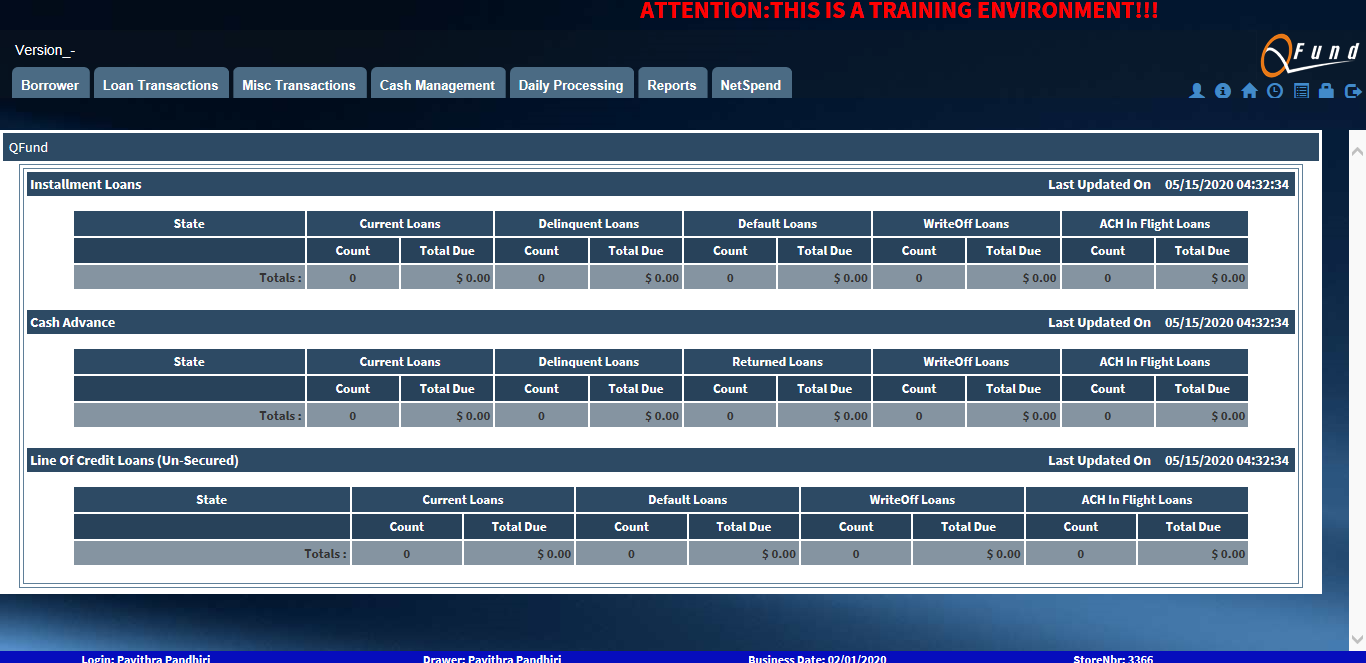 ATTENTION:THIS IS A TRAINING ENVIRONMENT!!!
Version_-
QFund
Borrower Loan Transactions Misc Transactions Cash Management Daily Processing Reports NetSpend
QFund
Installment Loans Last Updated On 05/15/2020 04:32:34
State Current Loans Delinquent Loans Default Loans WriteOff Loans ACH In Flight Loans
Count Total Due Count Total Due Count Total Due Count Total Due Count Total Due
Totals : 0 $ 0.00 0 $ 0.00 0 $ 0.00 0 $ 0.00 0 $ 0.00
Cash Advance Last Updated On 05/15/2020 04:32:34
State Current Loans Delinquent Loans Returned Loans WriteOff Loans ACH In Flight Loans
Count Total Due Count Total Due Count Total Due Count Total Due Count Total Due
Totals : 0 $ 0.00 0 $ 0.00 0 $ 0.00 0 $ 0.00 0 $ 0.00
Line Of Credit Loans (Un-Secured) Last Updated On 05/15/2020 04:32:34
State Current Loans Default Loans WriteOff Loans ACH In Flight Loans
Count Total Due Count Total Due Count Total Due Count Total Due
Totals : 0 $ 0.00 0 $ 0.00 0 $ 0.00 0 $ 0.00
Login: Pavithra Pandhiri Drawer: Pavithra Pandhiri Business Date: 02/01/2020 StoreNbr: 3366